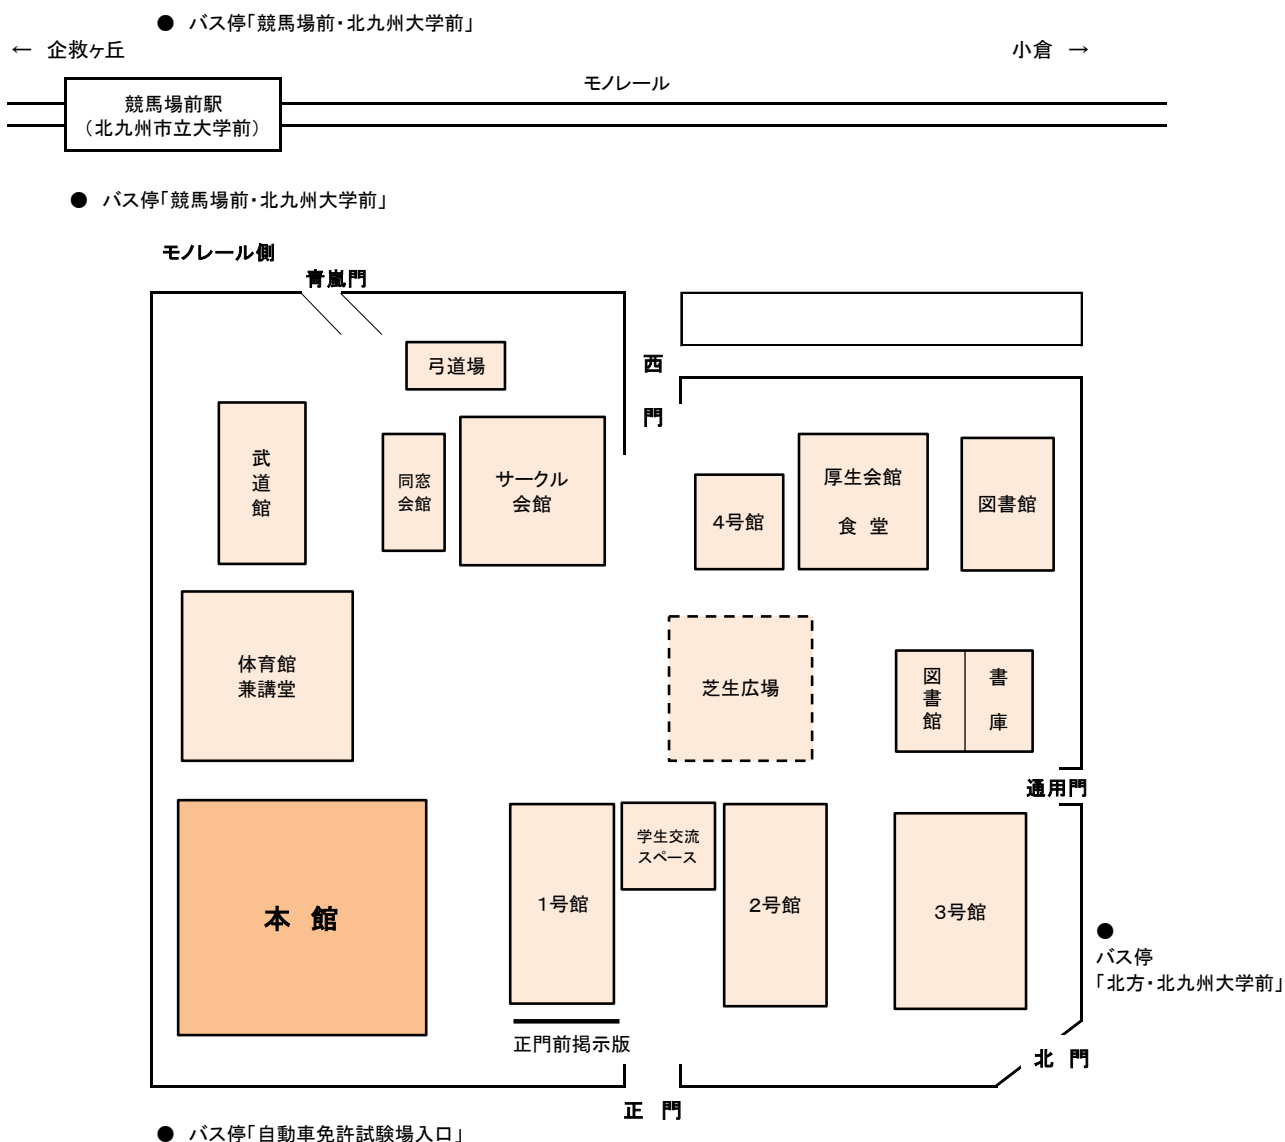 ● バス停「競馬場前・北九州大学前」
← 企救ヶ丘
小倉 →
モノレール
競馬場前駅
（北九州市立大学前）
● バス停「競馬場前・北九州大学前」
モノレール側
青嵐門
弓道場
西
門
武
道
館
同窓
会館
サークル
会館
4号館
厚生会館
食 堂
図書館
体育館
兼講堂
芝生広場
図
書
館
書
庫
通用門
本 館
1号館
学生交流
スペース
2号館
3号館
●
バス停
「北方・北九州大学前」
正門前掲示版
北 門
正 門
● バス停「自動車免許試験場入口」